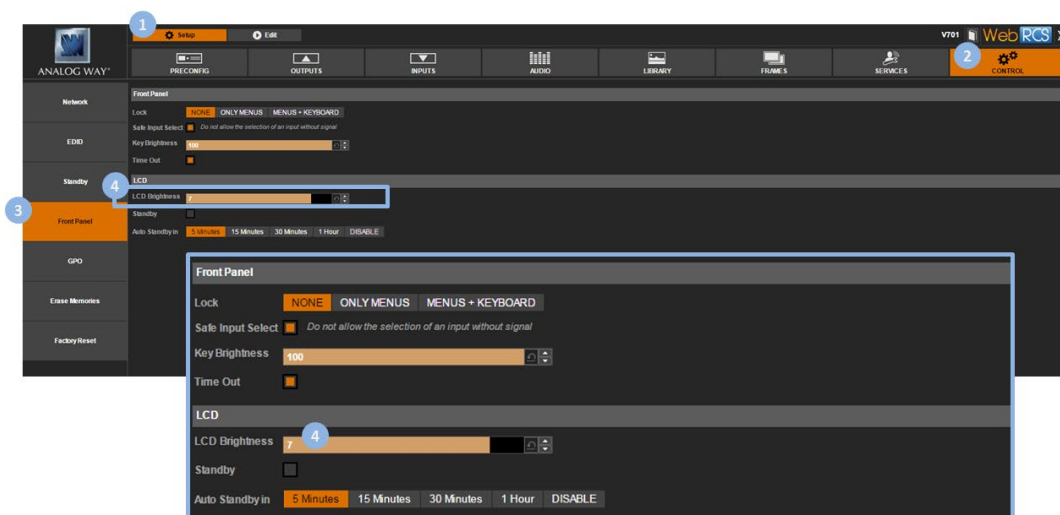 1
Setup Edit
V701 WebRCS
ANALOG WAY®
2
PRECONFIG OUTPUTS INPUTS AUDIO LIBRARY FRAMES SERVICES CONTROL
Network
EDID
Standby
3
Front Panel
GPO
Erase Memories
Factory Reset
Front Panel
Lock NONE ONLY MENUS MENUS + KEYBOARD
Safe Input Select Do not allow the selection of an input without signal
Key Brightness 100
Time Out
LCD
4
LCD Brightness 7
Standby
Auto Standby in 5 Minutes 15 Minutes 30 Minutes 1 Hour DISABLE
Front Panel
Lock NONE ONLY MENUS MENUS + KEYBOARD
Safe Input Select Do not allow the selection of an input without signal
Key Brightness 100
Time Out
LCD
LCD Brightness 7 4
Standby
Auto Standby in 5 Minutes 15 Minutes 30 Minutes 1 Hour DISABLE